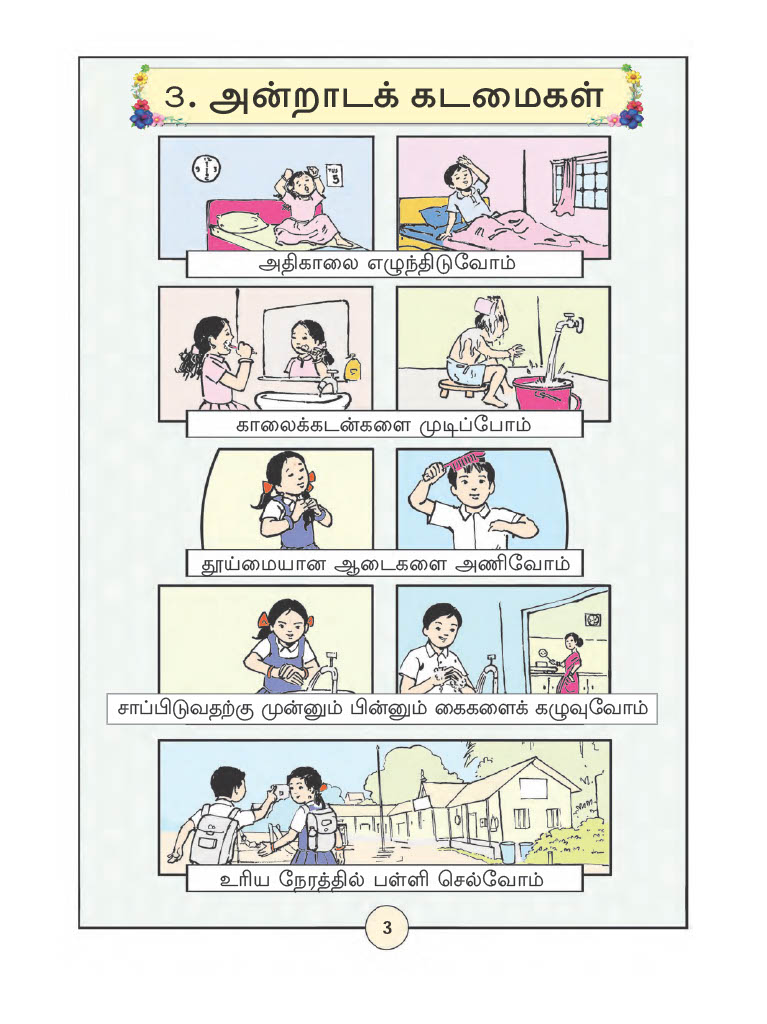 3. அன்றாடக் கடமைகள்
அதிகாலை எழுந்திடுவோம்
காலைக்கடன்களை முடிப்போம்
தூய்மையான ஆடைகளை அணிவோம்
சாப்பிடுவதற்கு முன்னும் பின்னும் கைகளைக் கழுவுவோம்
உரிய நேரத்தில் பள்ளி செல்வோம்
3